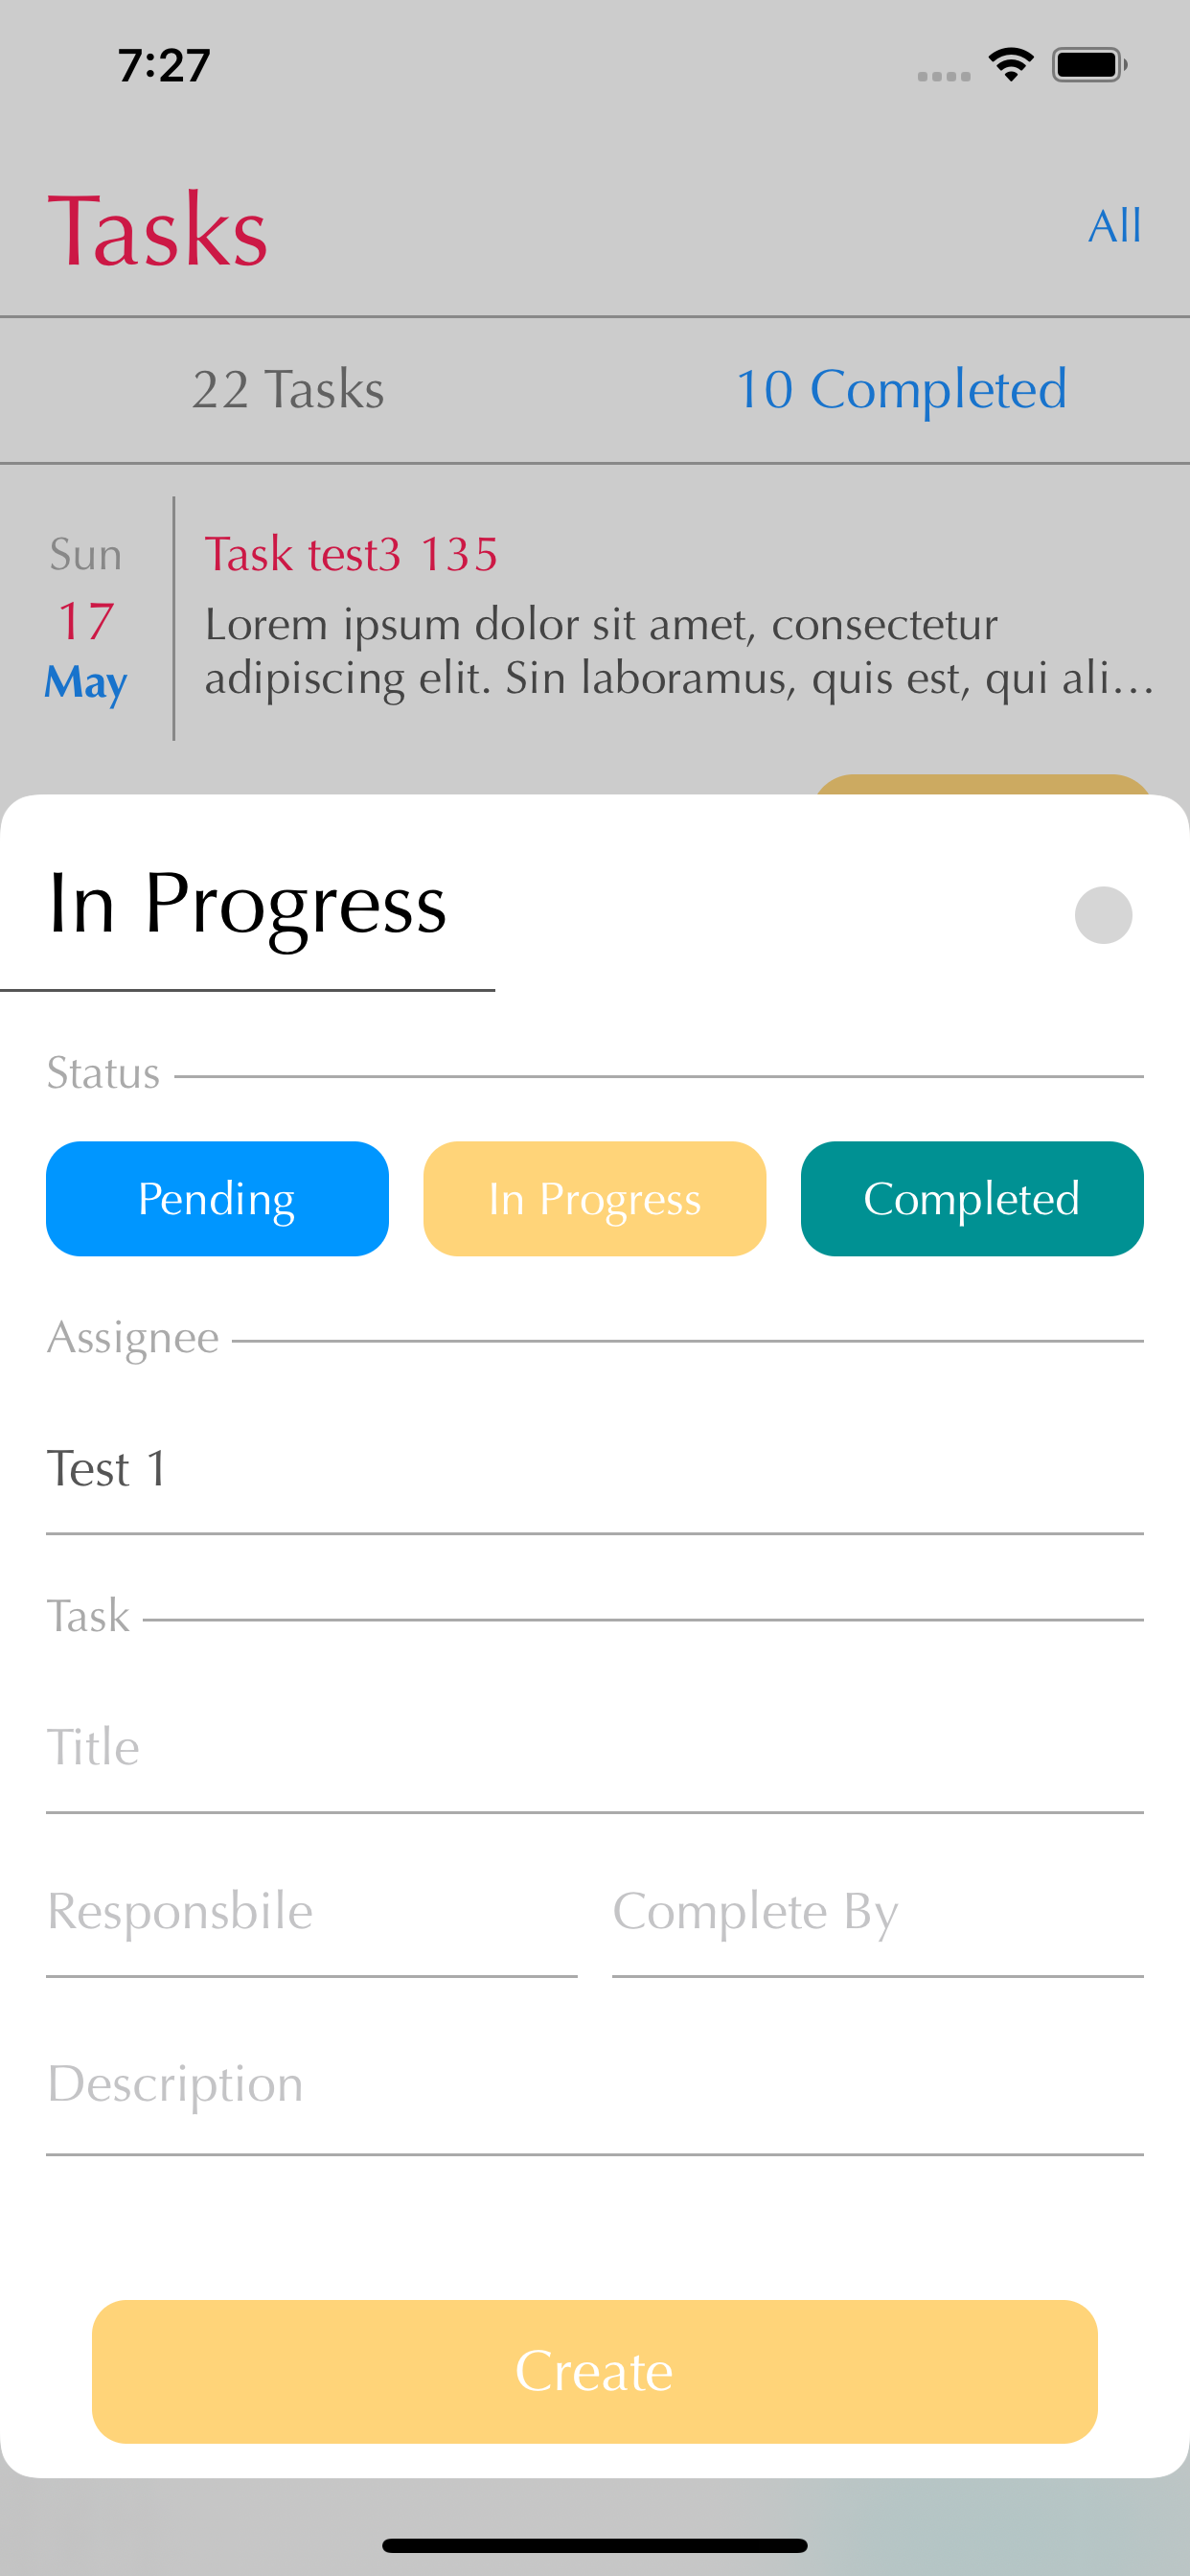 7:27
Tasks
All
22 Tasks
10 Completed
Sun
17
May
Task test3 135
Lorem ipsum dolor sit amet, consectetur
adipiscing elit. Sin laboramus, quis est, qui ali...
In Progress
Status
Pending
In Progress
Completed
Assignee
Test 1
Task
Title
Responsbile
Complete By
Description
Create